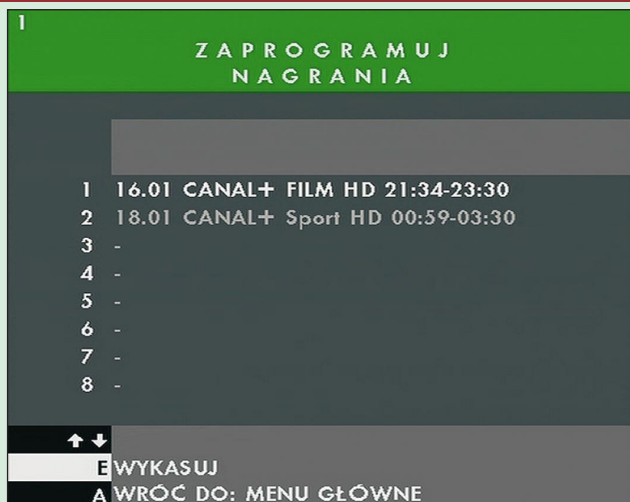 1
ZAPROGRAMUJ
NAGRANIA
1 16.01 CANAL+ FILM HD 21:34-23:30
2 18.01 CANAL+ Sport HD 00:59-03:30
3 -
4 -
5 -
6 -
7 -
8 -
E WYKASUJ
A WRÓĆ DO: MENU GŁÓWNE